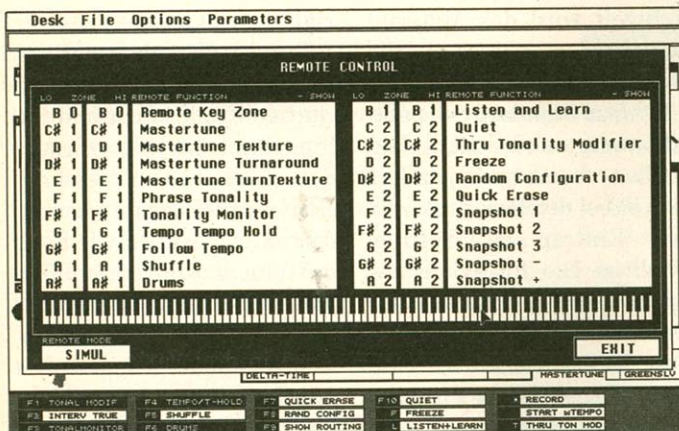 Desk File Options Parameters
REMOTE CONTROL
LO ZONE HI REMOTE FUNCTION - SHOW
B 0 B 0 Remote Key Zone
C# 1 C# 1 Mastertune
D 1 D 1 Mastertune Texture
D# 1 D# 1 Mastertune Turnaround
E 1 E 1 Mastertune TurnTexture
F 1 F 1 Phrase Tonality
F# 1 F# 1 Tonality Monitor
G 1 G 1 Tempo Tempo Hold
G# 1 G# 1 Follow Tempo
A 1 A 1 Shuffle
A# 1 A# 1 Drums
LO ZONE HI REMOTE FUNCTION - SHOW
B 1 B 1 Listen and Learn
C 2 C 2 Quiet
C# 2 C# 2 Thru Tonality Modifier
D 2 D 2 Freeze
D# 2 D# 2 Random Configuration
E 2 E 2 Quick Erase
F 2 F 2 Snapshot 1
F# 2 F# 2 Snapshot 2
G 2 G 2 Snapshot 3
G# 2 G# 2 Snapshot -
A 2 A 2 Snapshot +
REMOTE MODE
SIMUL
EXIT
DELTA-TIME MASTERTUNE GREENSLV
F1 TONAL MODIF F4 TEMPO/T-HOLD F7 QUICK ERASE F10 QUIET * RECORD
F2 INTERV TRUE F5 SHUFFLE F8 RAND CONFIG F FREEZE START wTEMPO
F3 TONALMONITOR F6 DRUMS F9 SHOW ROUTING L LISTEN+LEARN T THRU TON MOD